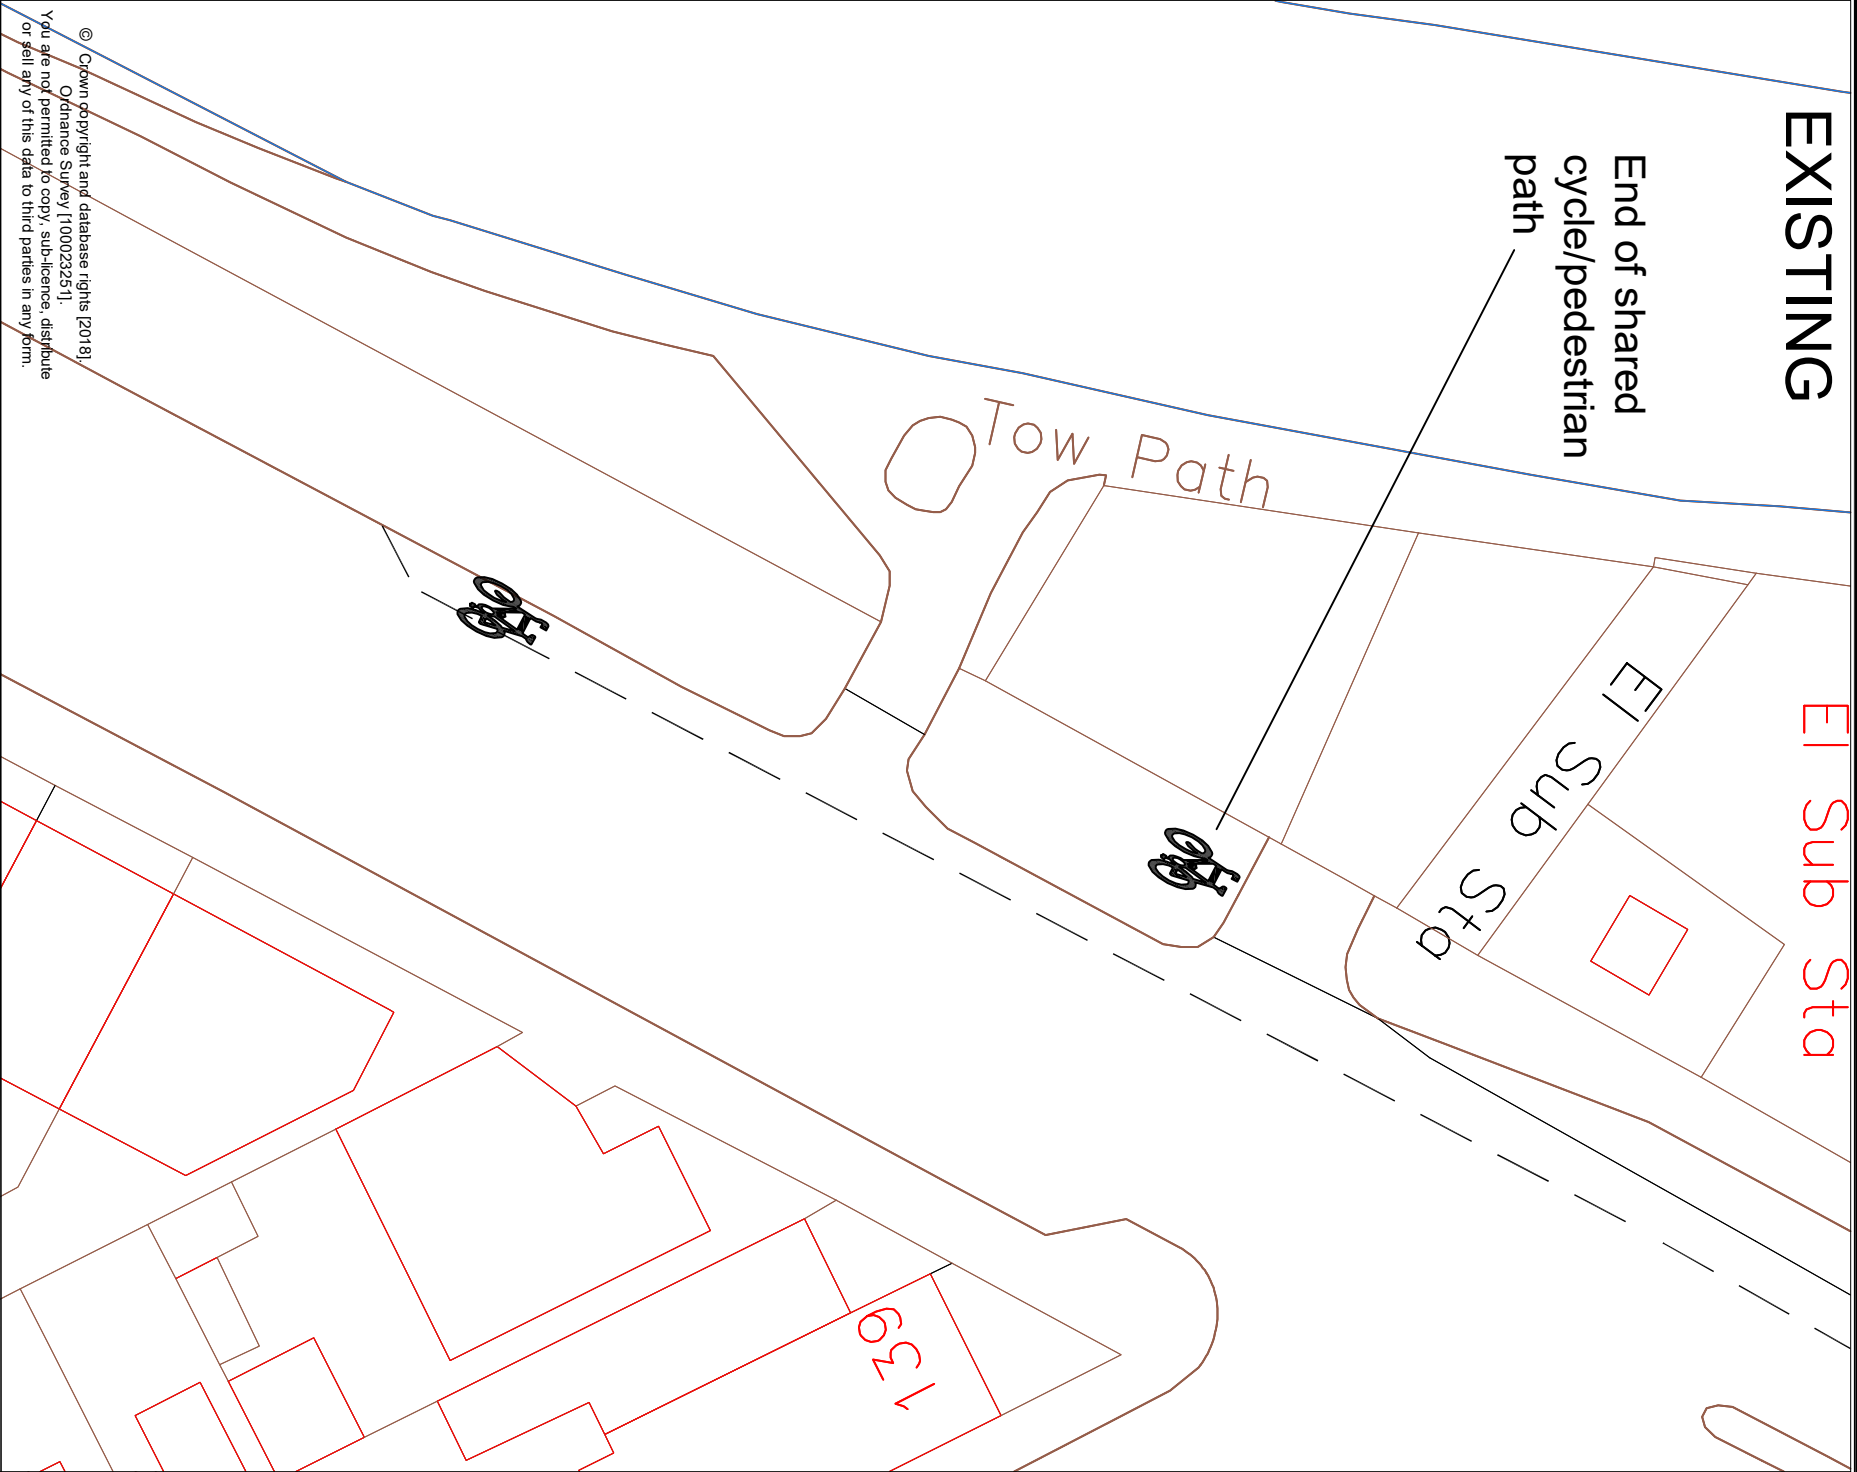 EXISTING
End of shared
cycle/pedestrian
path
Tow Path
El Sub Sta
El Sub Sta
139
© Crown copyright and database rights [2018].
Ordnance Survey [100023251].
You are not permitted to copy, sub-licence, distribute
or sell any of this data to third parties in any form.